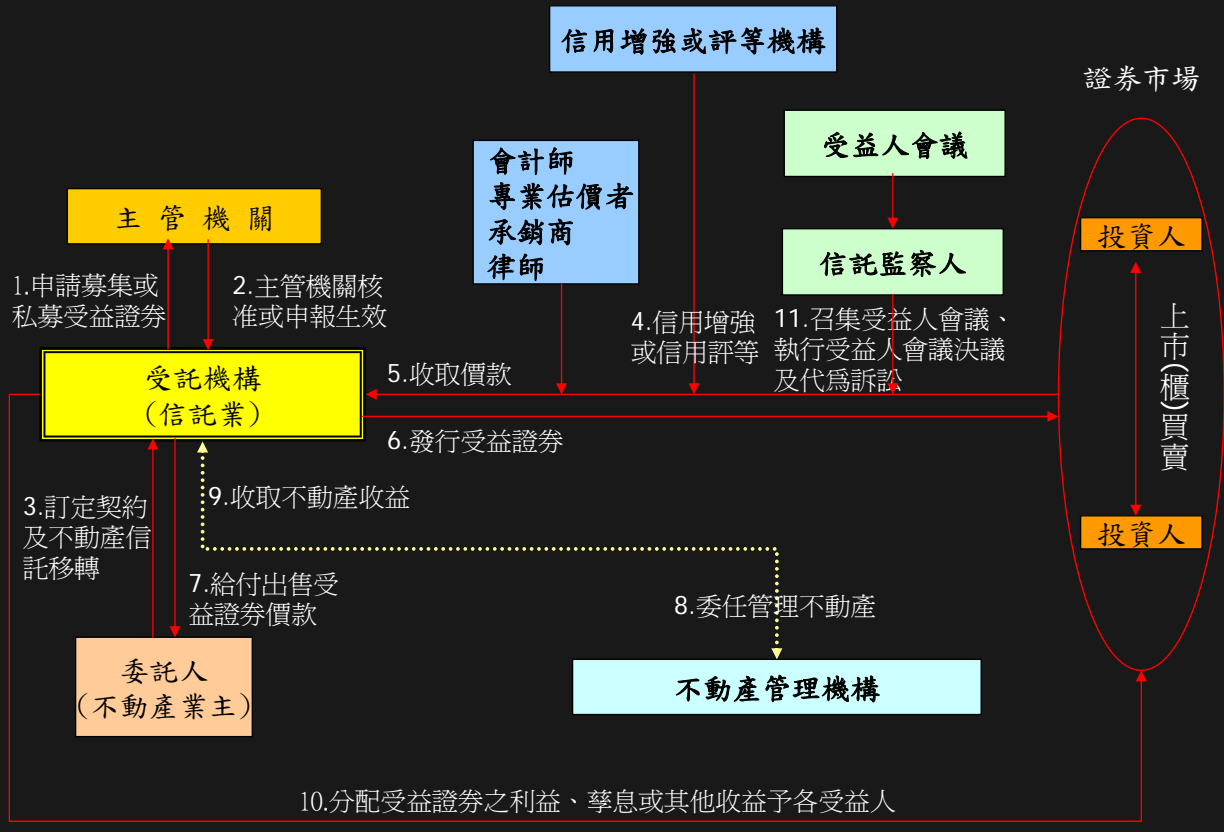 信用增強或評等機構
證券市場
受益人會議
會計師
專業估價者
承銷商
律師
主管機關
投資人
信託監察人
1.申請募集或
私募受益證券
2.主管機關核
准或申報生效
4.信用增強
或信用評等
11.召集受益人會議、
執行受益人會議決議
及代為訴訟
上市(櫃)買賣
受託機構
(信託業)
5.收取價款
6.發行受益證券
9.收取不動產收益
3.訂定契約
及不動產信
託移轉
投資人
7.給付出售受
益證券價款
8.委任管理不動產
委託人
(不動產業主)
不動產管理機構
10.分配受益證券之利益、孳息或其他收益予各受益人